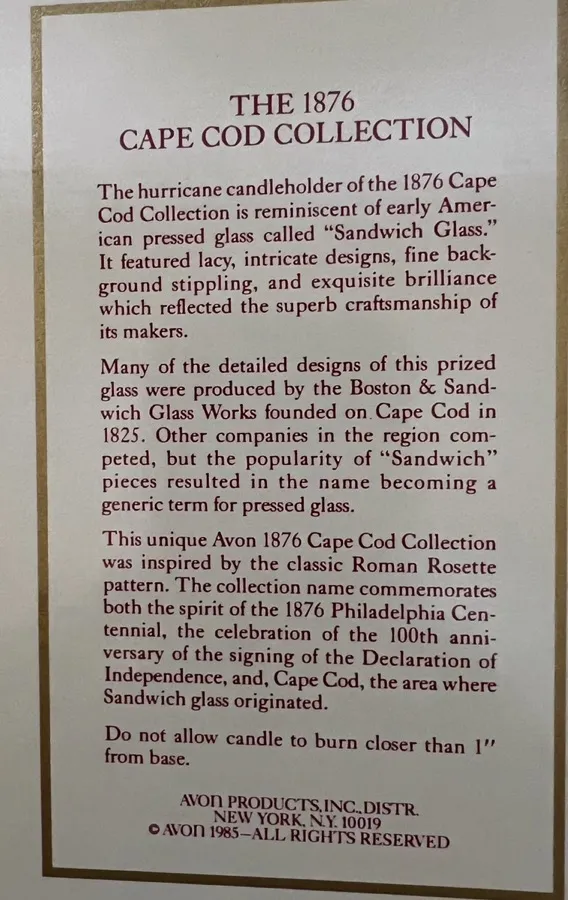 THE 1876
CAPE COD COLLECTION
The hurricane candleholder of the 1876 Cape
Cod Collection is reminiscent of early Amer-
ican pressed glass called “Sandwich Glass.”
It featured lacy, intricate designs, fine back-
ground stippling, and exquisite brilliance
which reflected the superb craftsmanship of
its makers.
Many of the detailed designs of this prized
glass were produced by the Boston & Sand-
wich Glass Works founded on Cape Cod in
1825. Other companies in the region com-
peted, but the popularity of “Sandwich”
pieces resulted in the name becoming a
generic term for pressed glass.
This unique Avon 1876 Cape Cod Collection
was inspired by the classic Roman Rosette
pattern. The collection name commemorates
both the spirit of the 1876 Philadelphia Cen-
tennial, the celebration of the 100th anni-
versary of the signing of the Declaration of
Independence, and, Cape Cod, the area where
Sandwich glass originated.
Do not allow candle to burn closer than 1″
from base.
AVON PRODUCTS, INC., DISTR.
NEW YORK, N.Y. 10019
© AVON 1985—ALL RIGHTS RESERVED